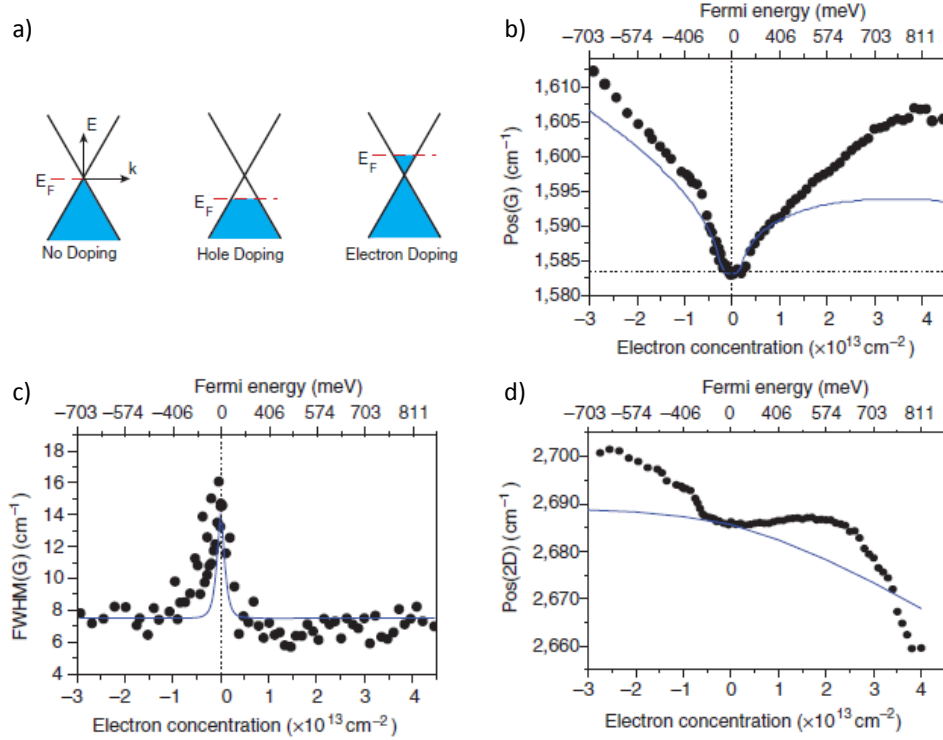 a)
E
E_F
k
No Doping
E_F
Hole Doping
E_F
Electron Doping
b)
Fermi energy (meV)
−703 −574 −406 0 406 574 703 811
1,610
1,605
1,600
1,595
1,590
1,585
1,580
Pos(G) (cm⁻¹)
−3 −2 −1 0 1 2 3 4
Electron concentration (×10¹³ cm⁻²)
c)
Fermi energy (meV)
−703 −574 −406 0 406 574 703 811
18
16
14
12
10
8
6
4
FWHM(G) (cm⁻¹)
−3 −2 −1 0 1 2 3 4
Electron concentration (×10¹³ cm⁻²)
d)
Fermi energy (meV)
−703 −574 −406 0 406 574 703 811
2,700
2,690
2,680
2,670
2,660
Pos(2D) (cm⁻¹)
−3 −2 −1 0 1 2 3 4
Electron concentration (×10¹³ cm⁻²)